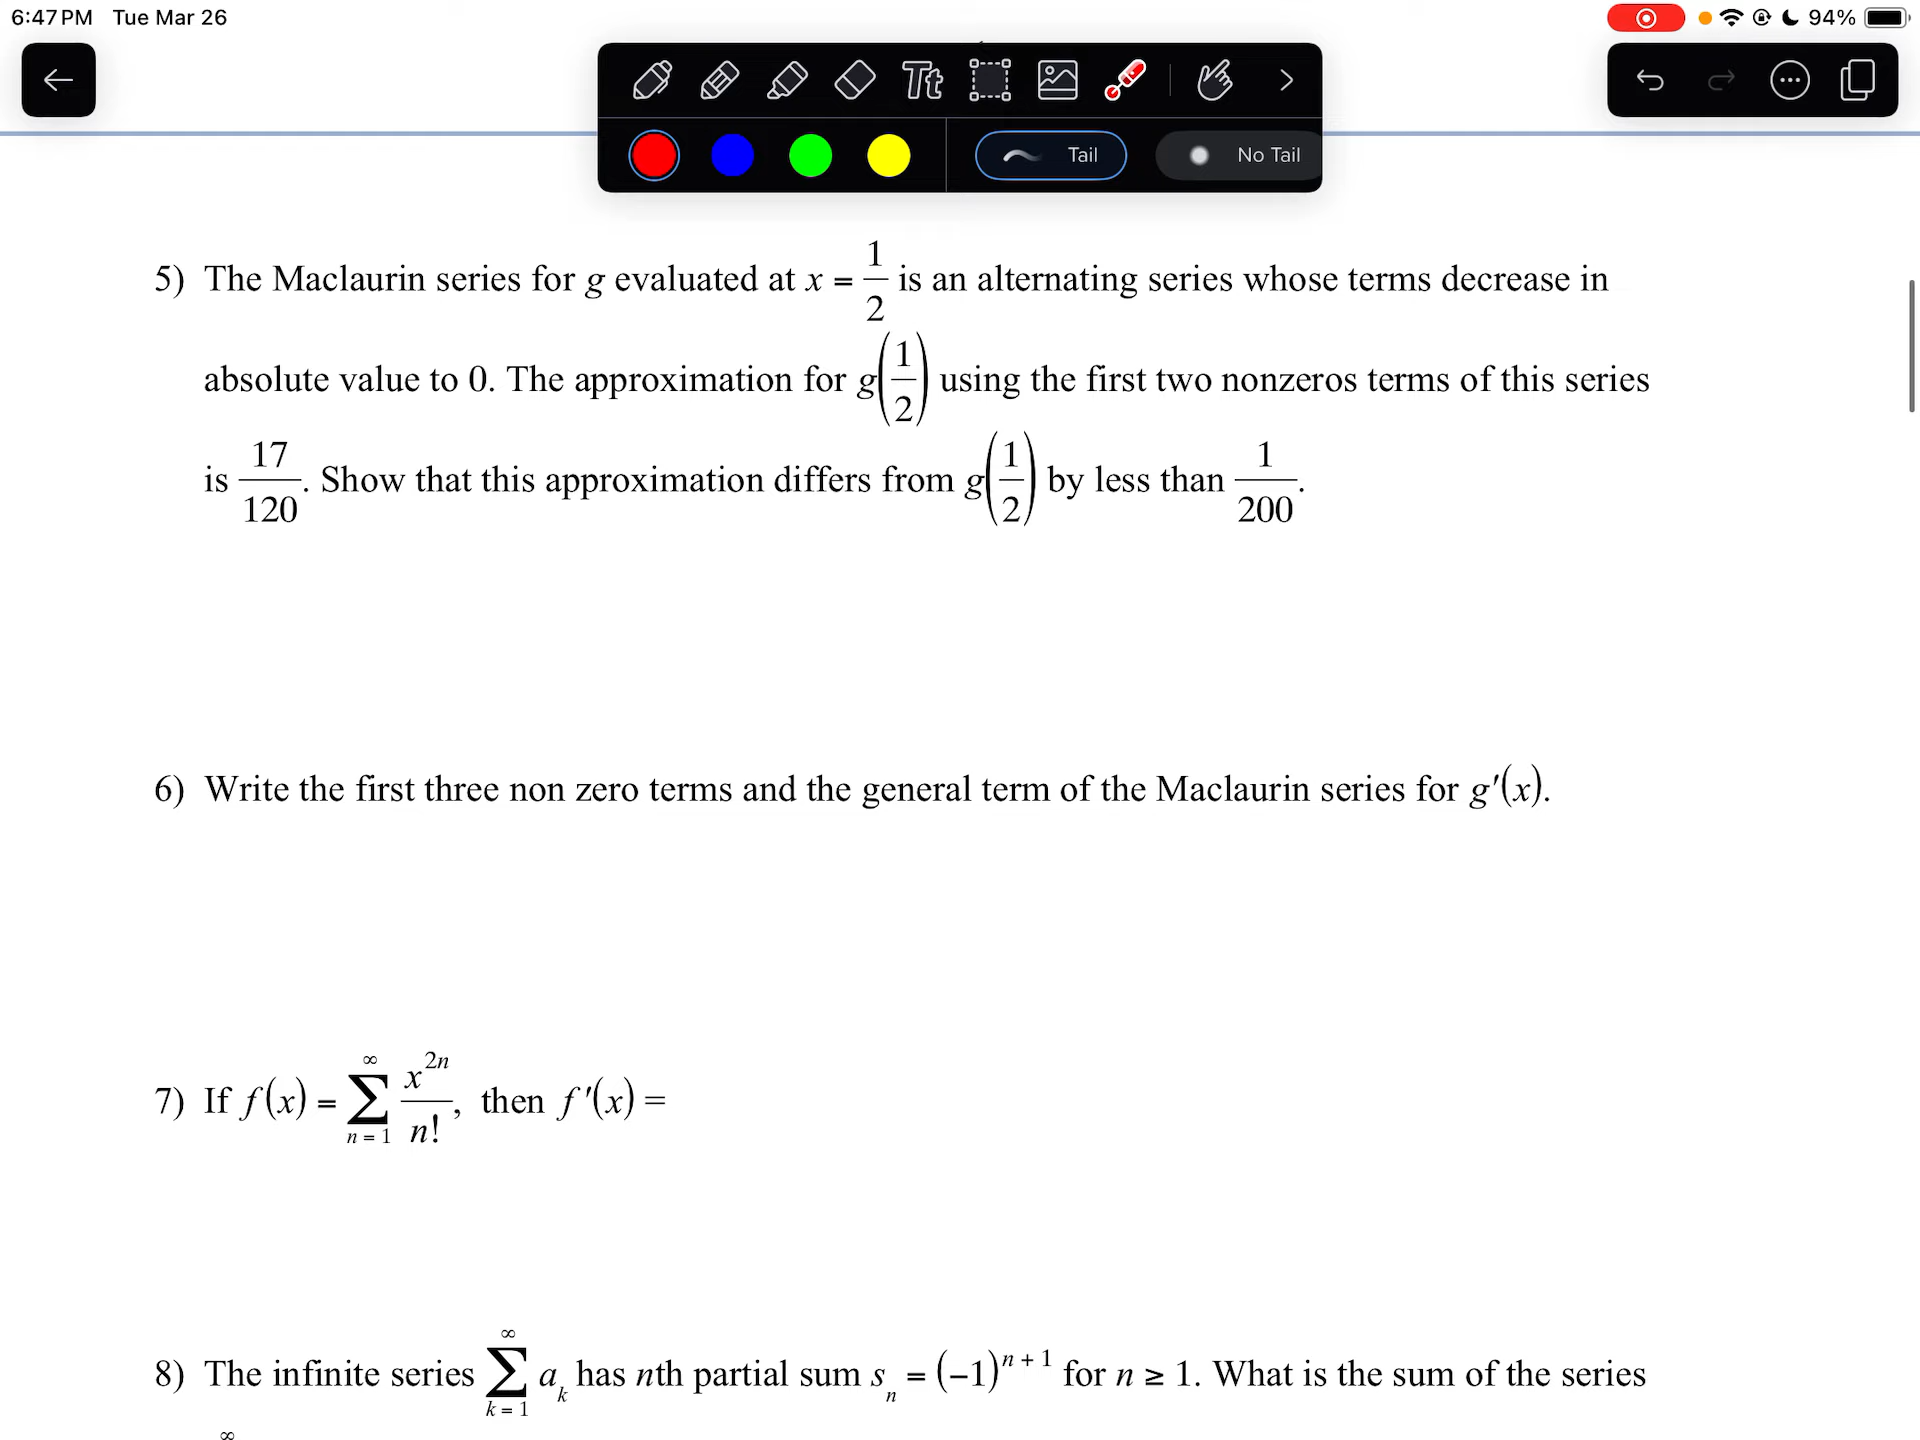 6:47 PM Tue Mar 26
94%
Tt
Tail
No Tail
5) The Maclaurin series for g evaluated at x = 1/2 is an alternating series whose terms decrease in
absolute value to 0. The approximation for g(1/2) using the first two nonzeros terms of this series
is 17/120. Show that this approximation differs from g(1/2) by less than 1/200.
6) Write the first three non zero terms and the general term of the Maclaurin series for g′(x).
7) If f(x) = ∑_{n = 1}^{∞} x^{2n}/n!, then f′(x) =
8) The infinite series ∑_{k = 1}^{∞} a_k has nth partial sum s_n = (−1)^{n + 1} for n ≥ 1. What is the sum of the series
∞